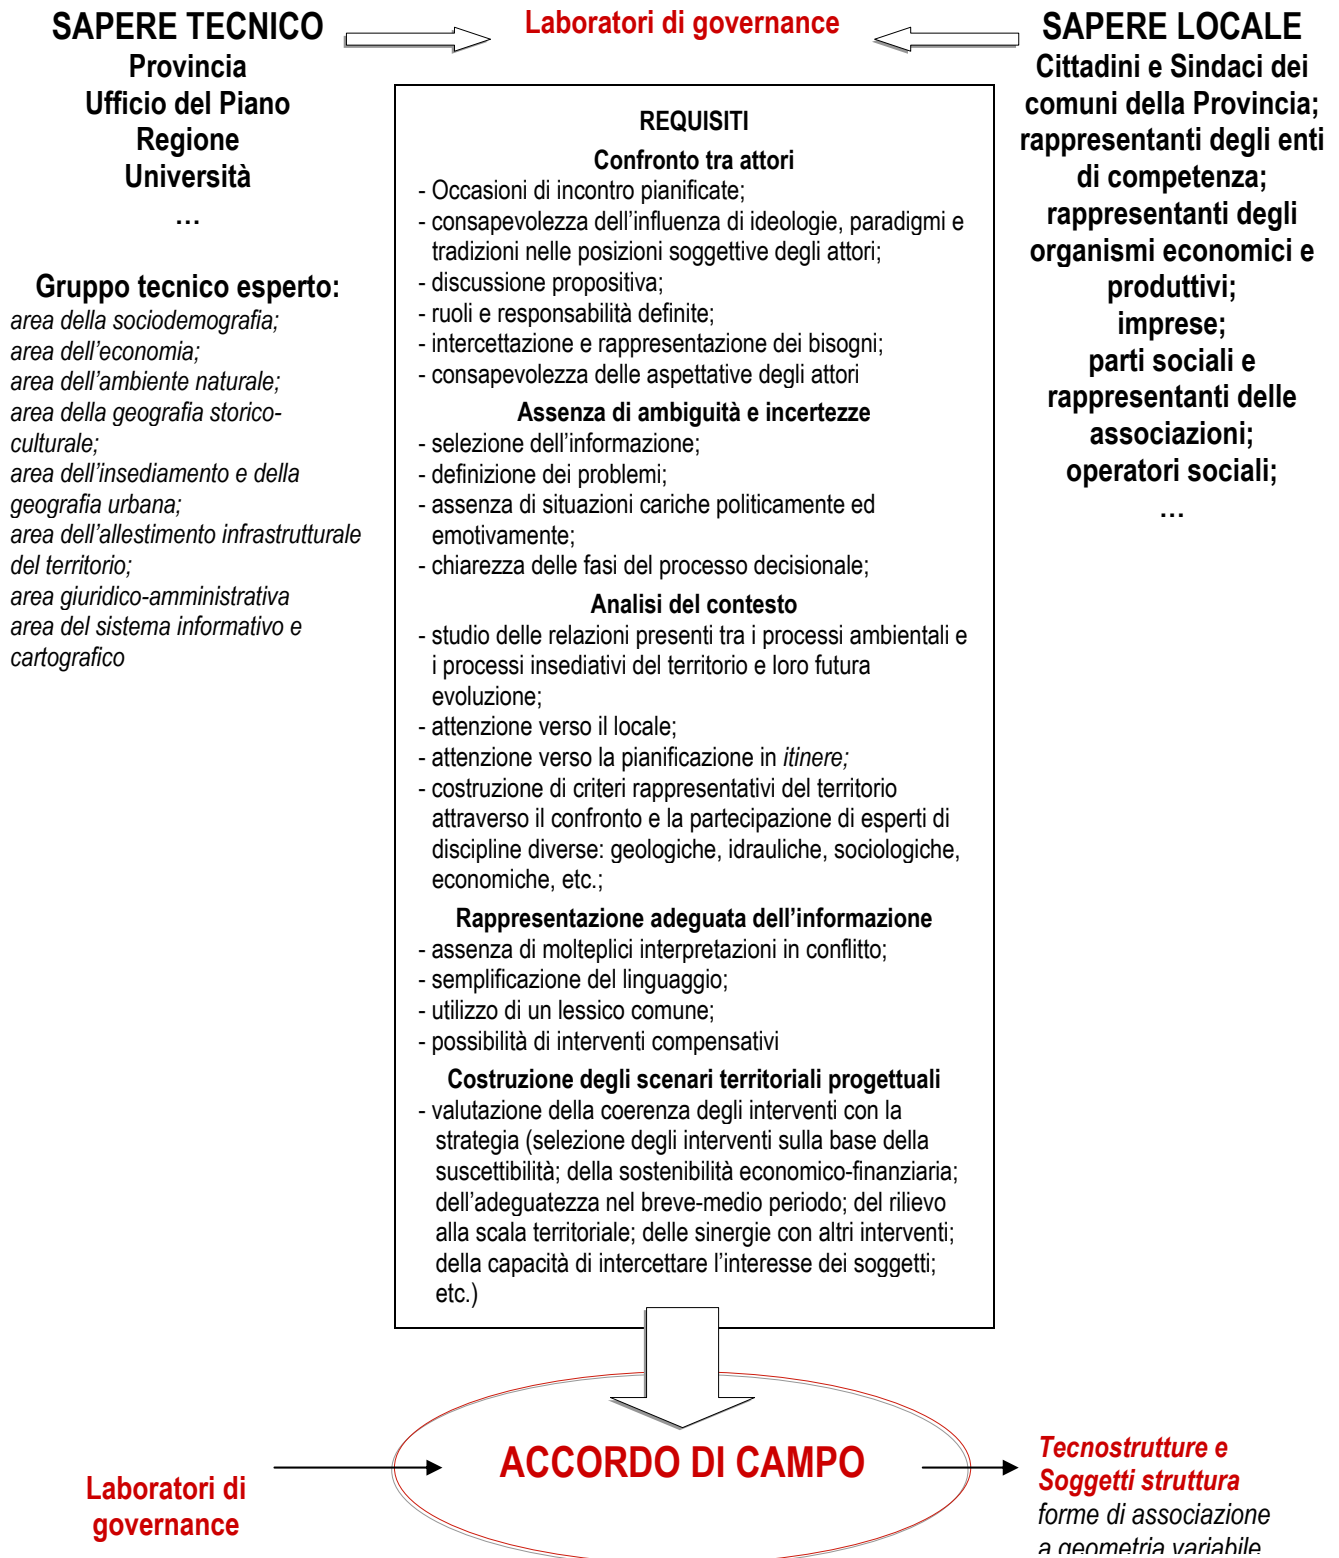 SAPERE TECNICO
Provincia
Ufficio del Piano
Regione
Università
…
Gruppo tecnico esperto:
area della sociodemografia;
area dell'economia;
area dell'ambiente naturale;
area della geografia storico-
culturale;
area dell'insediamento e della
geografia urbana;
area dell'allestimento infrastrutturale
del territorio;
area giuridico-amministrativa
area del sistema informativo e
cartografico
Laboratori di governance
REQUISITI
Confronto tra attori
- Occasioni di incontro pianificate;
- consapevolezza dell'influenza di ideologie, paradigmi e
tradizioni nelle posizioni soggettive degli attori;
- discussione propositiva;
- ruoli e responsabilità definite;
- intercettazione e rappresentazione dei bisogni;
- consapevolezza delle aspettative degli attori
Assenza di ambiguità e incertezze
- selezione dell'informazione;
- definizione dei problemi;
- assenza di situazioni cariche politicamente ed
emotivamente;
- chiarezza delle fasi del processo decisionale;
Analisi del contesto
- studio delle relazioni presenti tra i processi ambientali e
i processi insediativi del territorio e loro futura
evoluzione;
- attenzione verso il locale;
- attenzione verso la pianificazione in itinere;
- costruzione di criteri rappresentativi del territorio
attraverso il confronto e la partecipazione di esperti di
discipline diverse: geologiche, idrauliche, sociologiche,
economiche, etc.;
Rappresentazione adeguata dell'informazione
- assenza di molteplici interpretazioni in conflitto;
- semplificazione del linguaggio;
- utilizzo di un lessico comune;
- possibilità di interventi compensativi
Costruzione degli scenari territoriali progettuali
- valutazione della coerenza degli interventi con la
strategia (selezione degli interventi sulla base della
suscettibilità; della sostenibilità economico-finanziaria;
dell'adeguatezza nel breve-medio periodo; del rilievo
alla scala territoriale; delle sinergie con altri interventi;
della capacità di intercettare l'interesse dei soggetti;
etc.)
SAPERE LOCALE
Cittadini e Sindaci dei
comuni della Provincia;
rappresentanti degli enti
di competenza;
rappresentanti degli
organismi economici e
produttivi;
imprese;
parti sociali e
rappresentanti delle
associazioni;
operatori sociali;
…
Laboratori di
governance
ACCORDO DI CAMPO
Tecnostrutture e
Soggetti struttura
forme di associazione
a geometria variabile